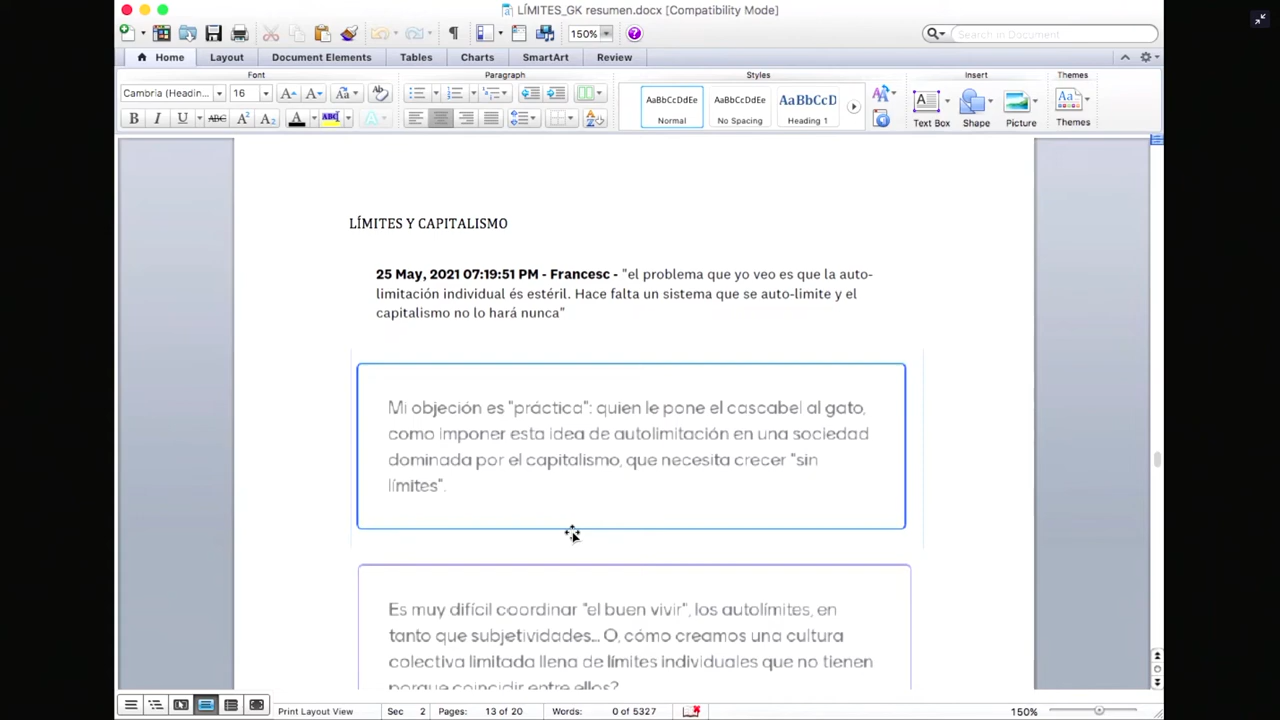 LÍMITES_GK resumen.docx [Compatibility Mode]
150%
Search in Document
Home Layout Document Elements Tables Charts SmartArt Review
Font Paragraph Styles Insert Themes
Cambria (Headin... 16
AaBbCcDdEe AaBbCcDdEe AaBbCcD
Normal No Spacing Heading 1 Text Box Shape Picture Themes
LÍMITES Y CAPITALISMO
25 May, 2021 07:19:51 PM - Francesc - "el problema que yo veo es que la auto-
limitación individual és estéril. Hace falta un sistema que se auto-limite y el
capitalismo no lo hará nunca"
Mi objeción es "práctica": quien le pone el cascabel al gato,
como imponer esta idea de autolimitación en una sociedad
dominada por el capitalismo, que necesita crecer "sin
límites".
Es muy difícil coordinar "el buen vivir", los autolímites, en
tanto que subjetividades... O, cómo creamos una cultura
colectiva limitada llena de límites individuales que no tienen
porque coincidir entre ellos?
Print Layout View Sec 2 Pages: 13 of 20 Words: 0 of 5327 150%